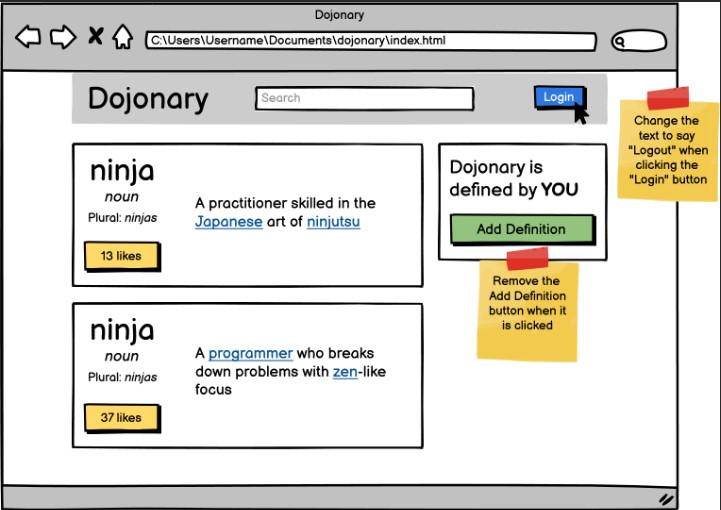 Dojonary
C:\Users\Username\Documents\dojonary\index.html
Dojonary
Search
Login
Change the
text to say
"Logout" when
clicking the
"Login" button
ninja
noun
Plural: ninjas
13 likes
A practitioner skilled in the
Japanese art of ninjutsu
Dojonary is
defined by YOU
Add Definition
Remove the
Add Definition
button when it
is clicked
ninja
noun
Plural: ninjas
37 likes
A programmer who breaks
down problems with zen-like
focus